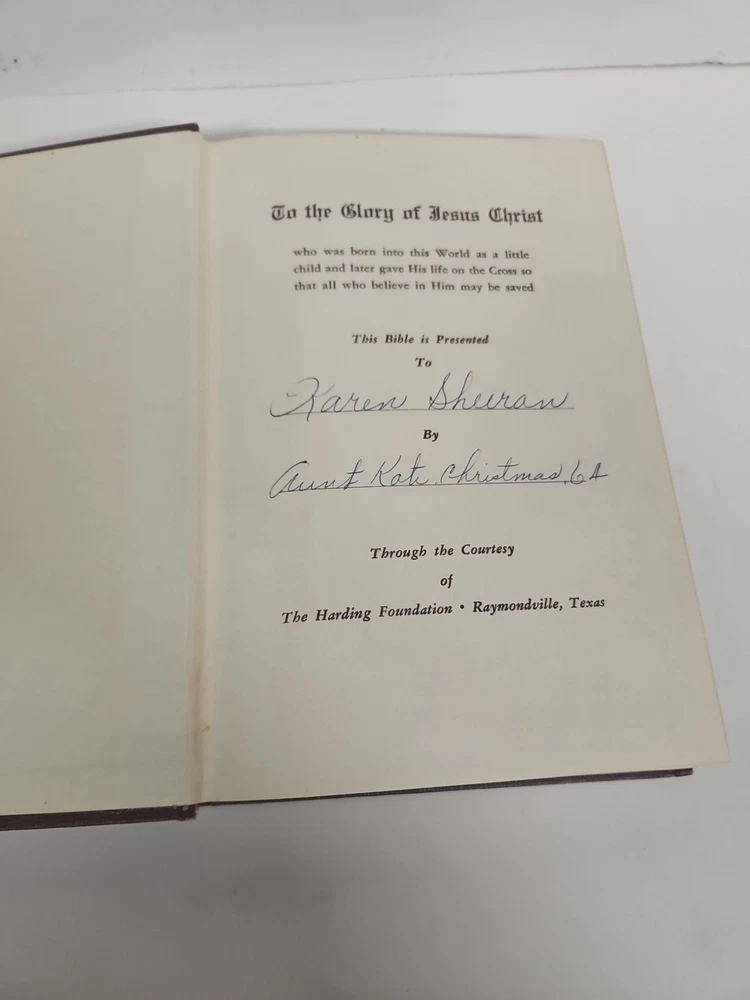 To the Glory of Jesus Christ
who was born into this World as a little
child and later gave His life on the Cross so
that all who believe in Him may be saved
This Bible is Presented
To
Karen Sheeran
By
Aunt Kate, Christmas, 64
Through the Courtesy
of
The Harding Foundation • Raymondville, Texas